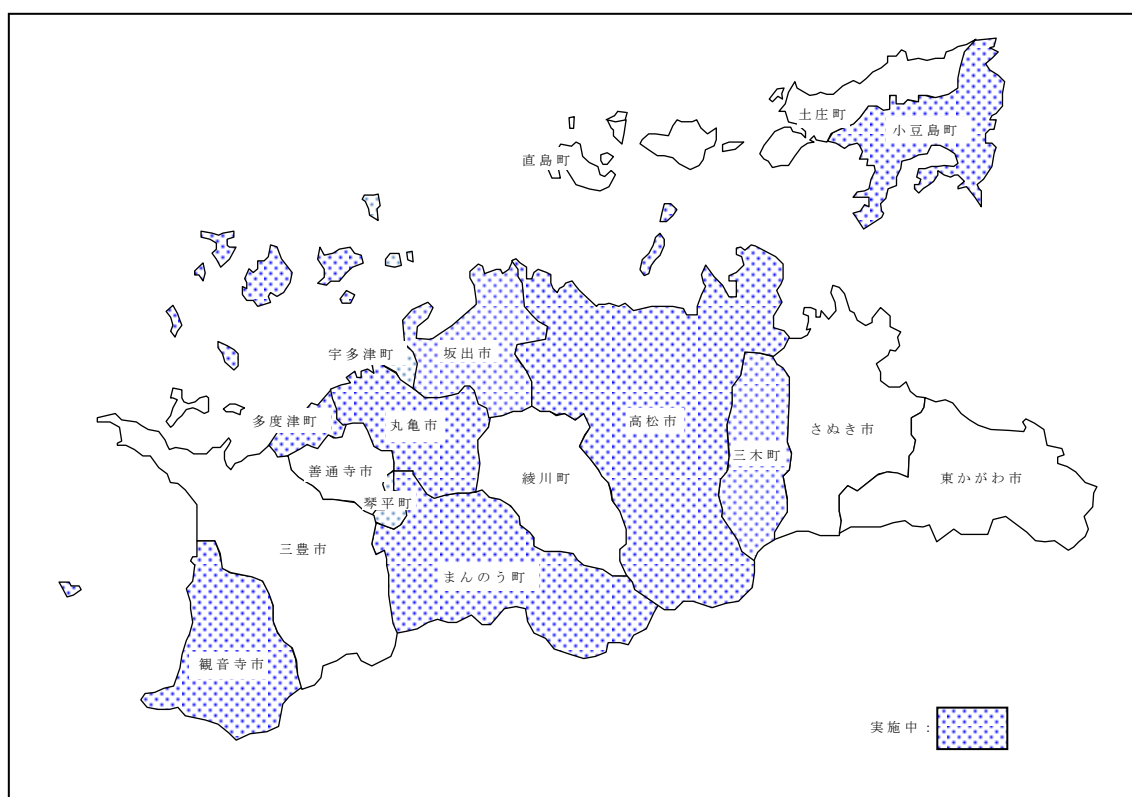 土庄町
小豆島町
直島町
宇多津町
坂出市
多度津町
丸亀市
高松市
さぬき市
三木町
善通寺市
綾川町
東かがわ市
琴平町
三豊市
まんのう町
観音寺市
実施中：